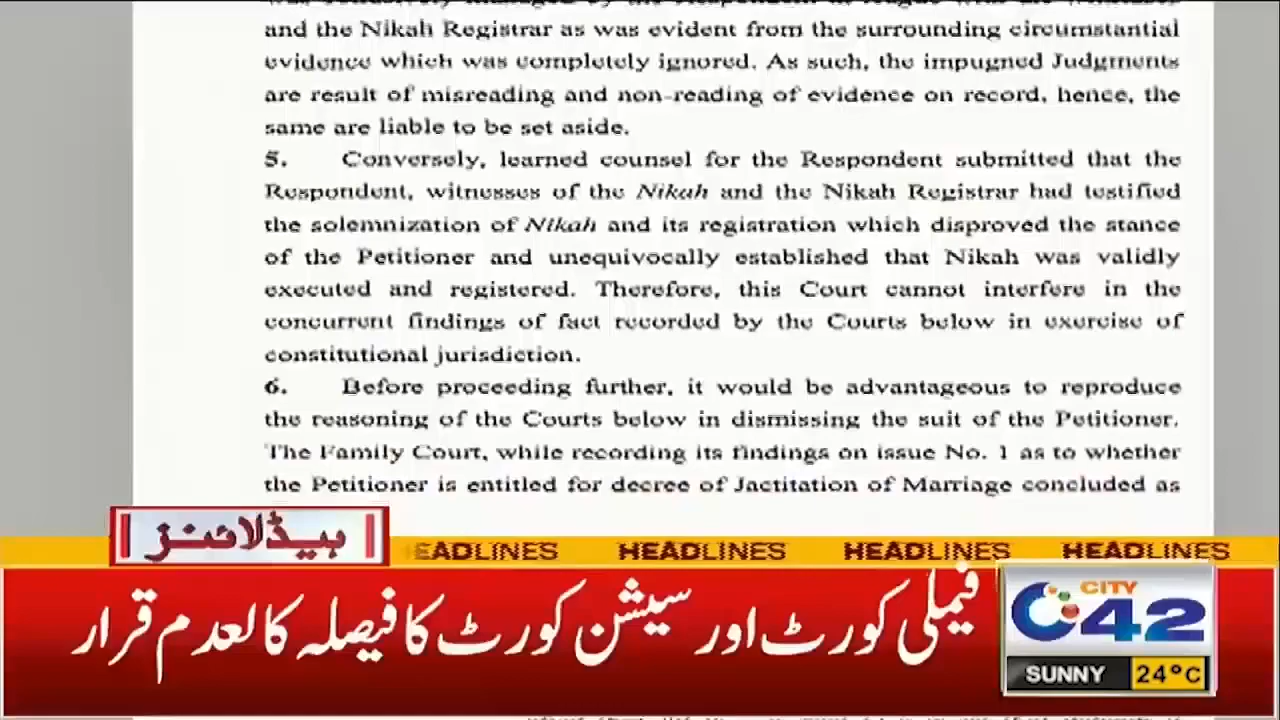 and the Nikah Registrar as was evident from the surrounding circumstantial
evidence which was completely ignored. As such, the impugned Judgments
are result of misreading and non-reading of evidence on record, hence, the
same are liable to be set aside.
5. Conversely, learned counsel for the Respondent submitted that the
Respondent, witnesses of the Nikah and the Nikah Registrar had testified
the solemnization of Nikah and its registration which disproved the stance
of the Petitioner and unequivocally established that Nikah was validly
executed and registered. Therefore, this Court cannot interfere in the
concurrent findings of fact recorded by the Courts below in exercise of
constitutional jurisdiction.
6. Before proceeding further, it would be advantageous to reproduce
the reasoning of the Courts below in dismissing the suit of the Petitioner.
The Family Court, while recording its findings on issue No. 1 as to whether
the Petitioner is entitled for decree of Jactitation of Marriage concluded as
ہیڈلائنز
EADLINES HEADLINES HEADLINES HEADLINES
فیملی کورٹ اور سیشن کورٹ کا فیصلہ کالعدم قرار
CITY
42
SUNNY 24°C